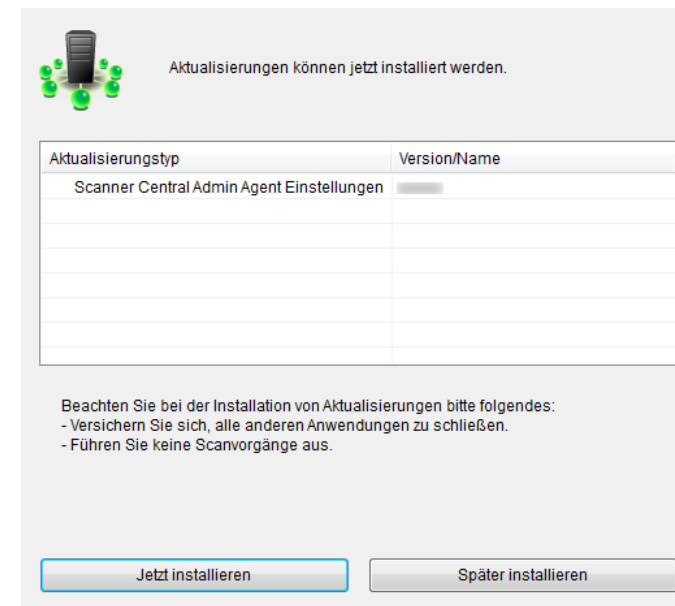 Aktualisierungen können jetzt installiert werden.
Aktualisierungstyp Version/Name
Scanner Central Admin Agent Einstellungen
Beachten Sie bei der Installation von Aktualisierungen bitte folgendes:
- Versichern Sie sich, alle anderen Anwendungen zu schließen.
- Führen Sie keine Scanvorgänge aus.
Jetzt installieren Später installieren